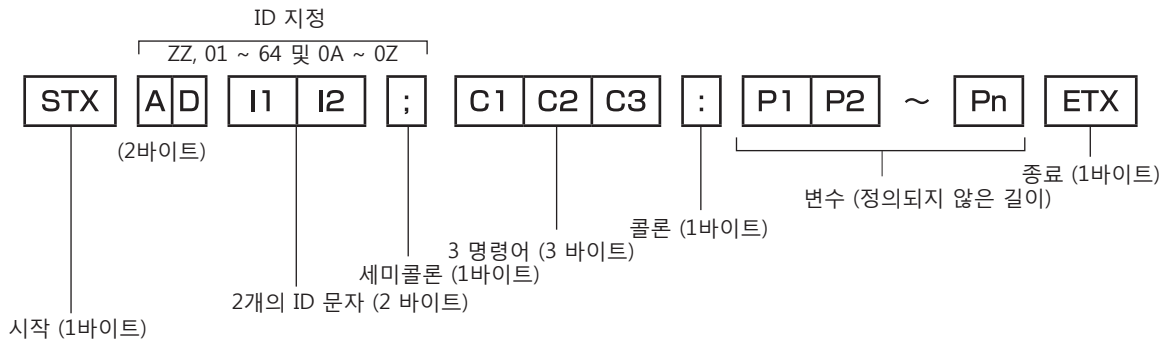 ID 지정
ZZ, 01 ~ 64 및 0A ~ 0Z
STX A D I1 I2 ; C1 C2 C3 : P1 P2 ~ Pn ETX
(2바이트)
종료 (1바이트)
변수 (정의되지 않은 길이)
콜론 (1바이트)
3 명령어 (3 바이트)
세미콜론 (1바이트)
2개의 ID 문자 (2 바이트)
시작 (1바이트)